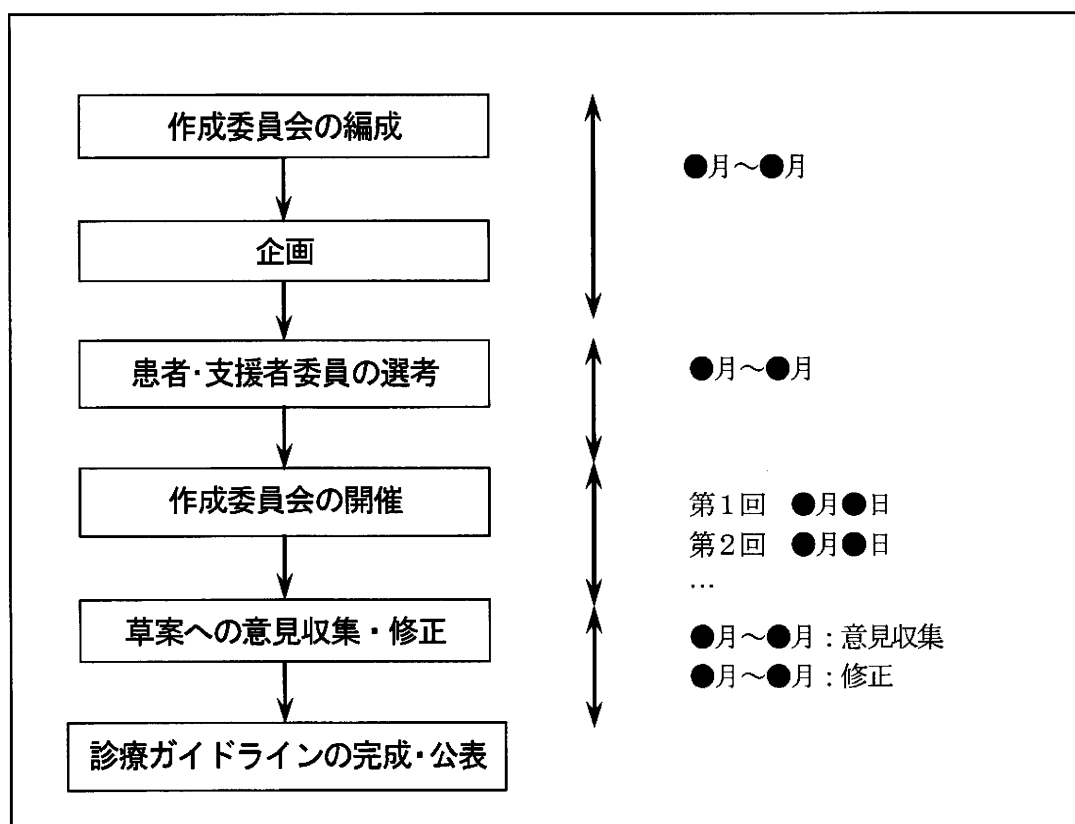 作成委員会の編成
●月～●月
企画
患者・支援者委員の選考
●月～●月
作成委員会の開催
第1回　●月●日
第2回　●月●日
…
草案への意見収集・修正
●月～●月：意見収集
●月～●月：修正
診療ガイドラインの完成・公表